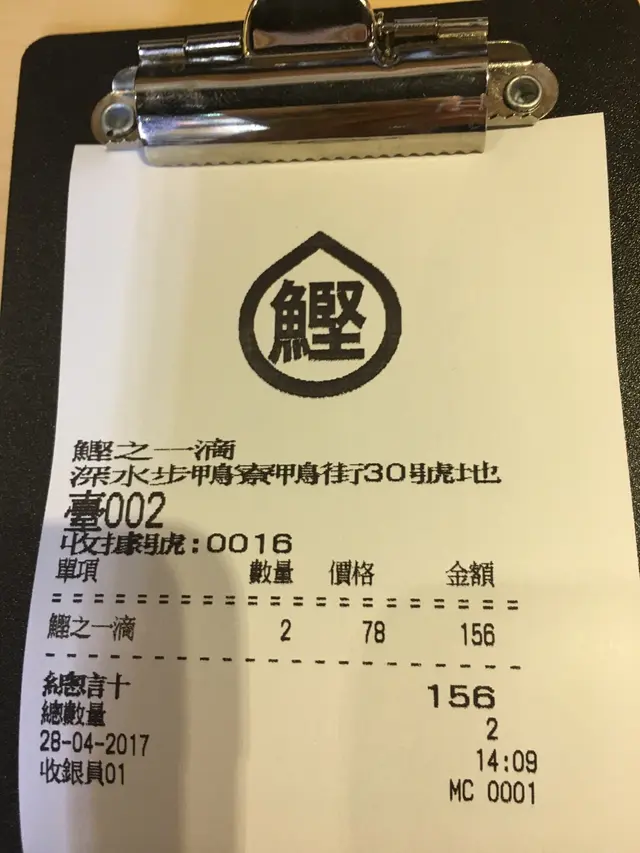 鰹
鰹之一滴
深水步鴨寮鴨街30號地
臺002
收據號:0016
單項 數量 價格 金額
鰹之一滴 2 78 156
總計 156
總數量 2
28-04-2017 14:09
收銀員01 MC 0001